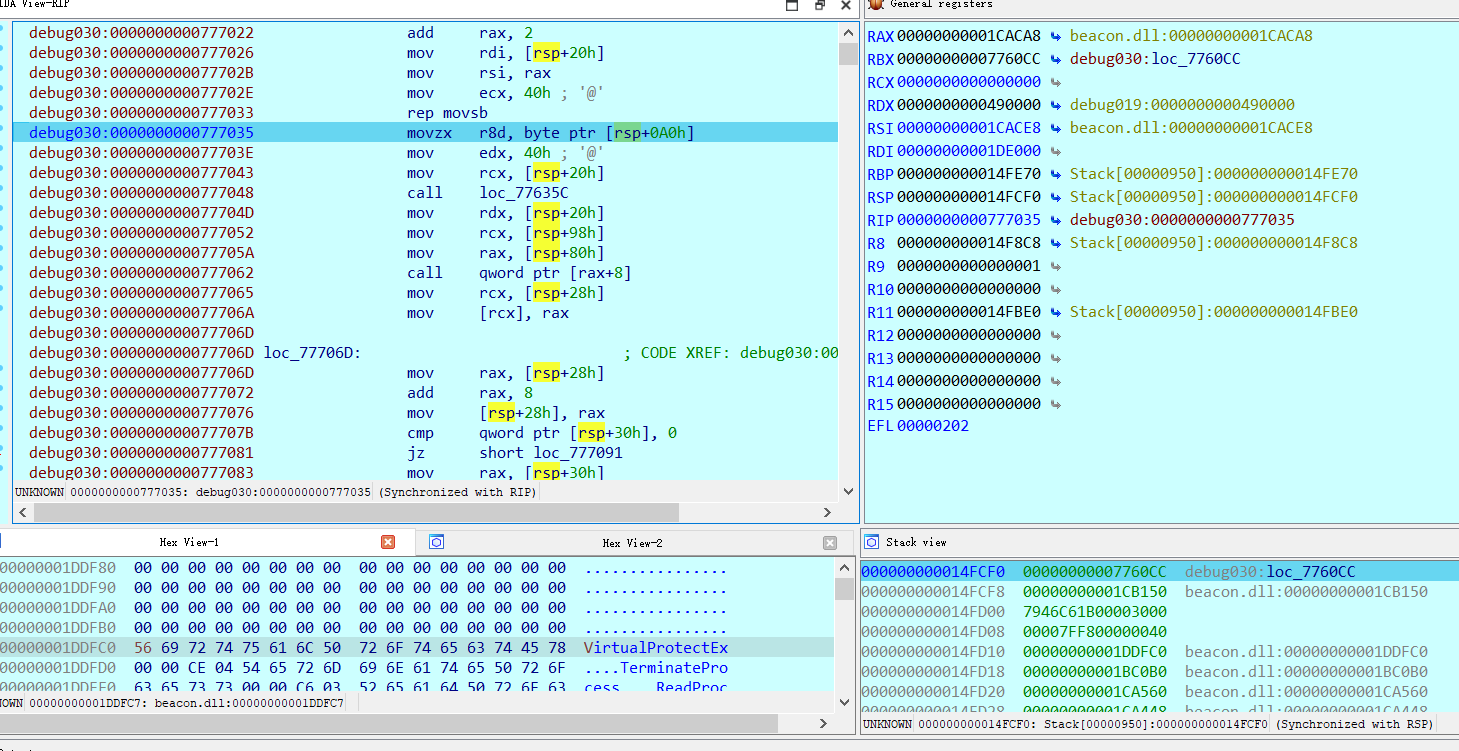 IDA View-RIP
debug030:0000000000777022 add rax, 2
debug030:0000000000777026 mov rdi, [rsp+20h]
debug030:000000000077702B mov rsi, rax
debug030:000000000077702E mov ecx, 40h ; '@'
debug030:0000000000777033 rep movsb
debug030:0000000000777035 movzx r8d, byte ptr [rsp+0A0h]
debug030:000000000077703E mov edx, 40h ; '@'
debug030:0000000000777043 mov rcx, [rsp+20h]
debug030:0000000000777048 call loc_77635C
debug030:000000000077704D mov rdx, [rsp+20h]
debug030:0000000000777052 mov rcx, [rsp+98h]
debug030:000000000077705A mov rax, [rsp+80h]
debug030:0000000000777062 call qword ptr [rax+8]
debug030:0000000000777065 mov rcx, [rsp+28h]
debug030:000000000077706A mov [rcx], rax
debug030:000000000077706D
debug030:000000000077706D loc_77706D: ; CODE XREF: debug030:00
debug030:000000000077706D mov rax, [rsp+28h]
debug030:0000000000777072 add rax, 8
debug030:0000000000777076 mov [rsp+28h], rax
debug030:000000000077707B cmp qword ptr [rsp+30h], 0
debug030:0000000000777081 jz short loc_777091
debug030:0000000000777083 mov rax, [rsp+30h]
UNKNOWN 0000000000777035: debug030:0000000000777035 (Synchronized with RIP)
General registers
RAX 00000000001CACA8 beacon.dll:00000000001CACA8
RBX 00000000007760CC debug030:loc_7760CC
RCX 0000000000000000
RDX 0000000000490000 debug019:0000000000490000
RSI 00000000001CACE8 beacon.dll:00000000001CACE8
RDI 00000000001DE000
RBP 000000000014FE70 Stack[00000950]:000000000014FE70
RSP 000000000014FCF0 Stack[00000950]:000000000014FCF0
RIP 0000000000777035 debug030:0000000000777035
R8 000000000014F8C8 Stack[00000950]:000000000014F8C8
R9 0000000000000001
R10 0000000000000000
R11 000000000014FBE0 Stack[00000950]:000000000014FBE0
R12 0000000000000000
R13 0000000000000000
R14 0000000000000000
R15 0000000000000000
EFL 00000202
Hex View-1
Hex View-2
00000001DDF80 00 00 00 00 00 00 00 00 00 00 00 00 00 00 00 00 ................
00000001DDF90 00 00 00 00 00 00 00 00 00 00 00 00 00 00 00 00 ................
00000001DDFA0 00 00 00 00 00 00 00 00 00 00 00 00 00 00 00 00 ................
00000001DDFB0 00 00 00 00 00 00 00 00 00 00 00 00 00 00 00 00 ................
00000001DDFC0 56 69 72 74 75 61 6C 50 72 6F 74 65 63 74 45 78 VirtualProtectEx
00000001DDFD0 00 00 CE 04 54 65 72 6D 69 6E 61 74 65 50 72 6F ....TerminatePro
00000001DDFE0 63 65 73 73 00 00 C6 03 52 65 61 64 50 72 6F 63 cess....ReadProc
NOWN 00000000001DDFC7: beacon.dll:00000000001DDFC7
Stack view
000000000014FCF0 00000000007760CC debug030:loc_7760CC
000000000014FCF8 00000000001CB150 beacon.dll:00000000001CB150
000000000014FD00 7946C61B00003000
000000000014FD08 00007FF800000040
000000000014FD10 00000000001DDFC0 beacon.dll:00000000001DDFC0
000000000014FD18 00000000001BC0B0 beacon.dll:00000000001BC0B0
000000000014FD20 00000000001CA560 beacon.dll:00000000001CA560
000000000014FD28 00000000001CA448 beacon.dll:00000000001CA448
UNKNOWN 000000000014FCF0: Stack[00000950]:000000000014FCF0 (Synchronized with RSP)